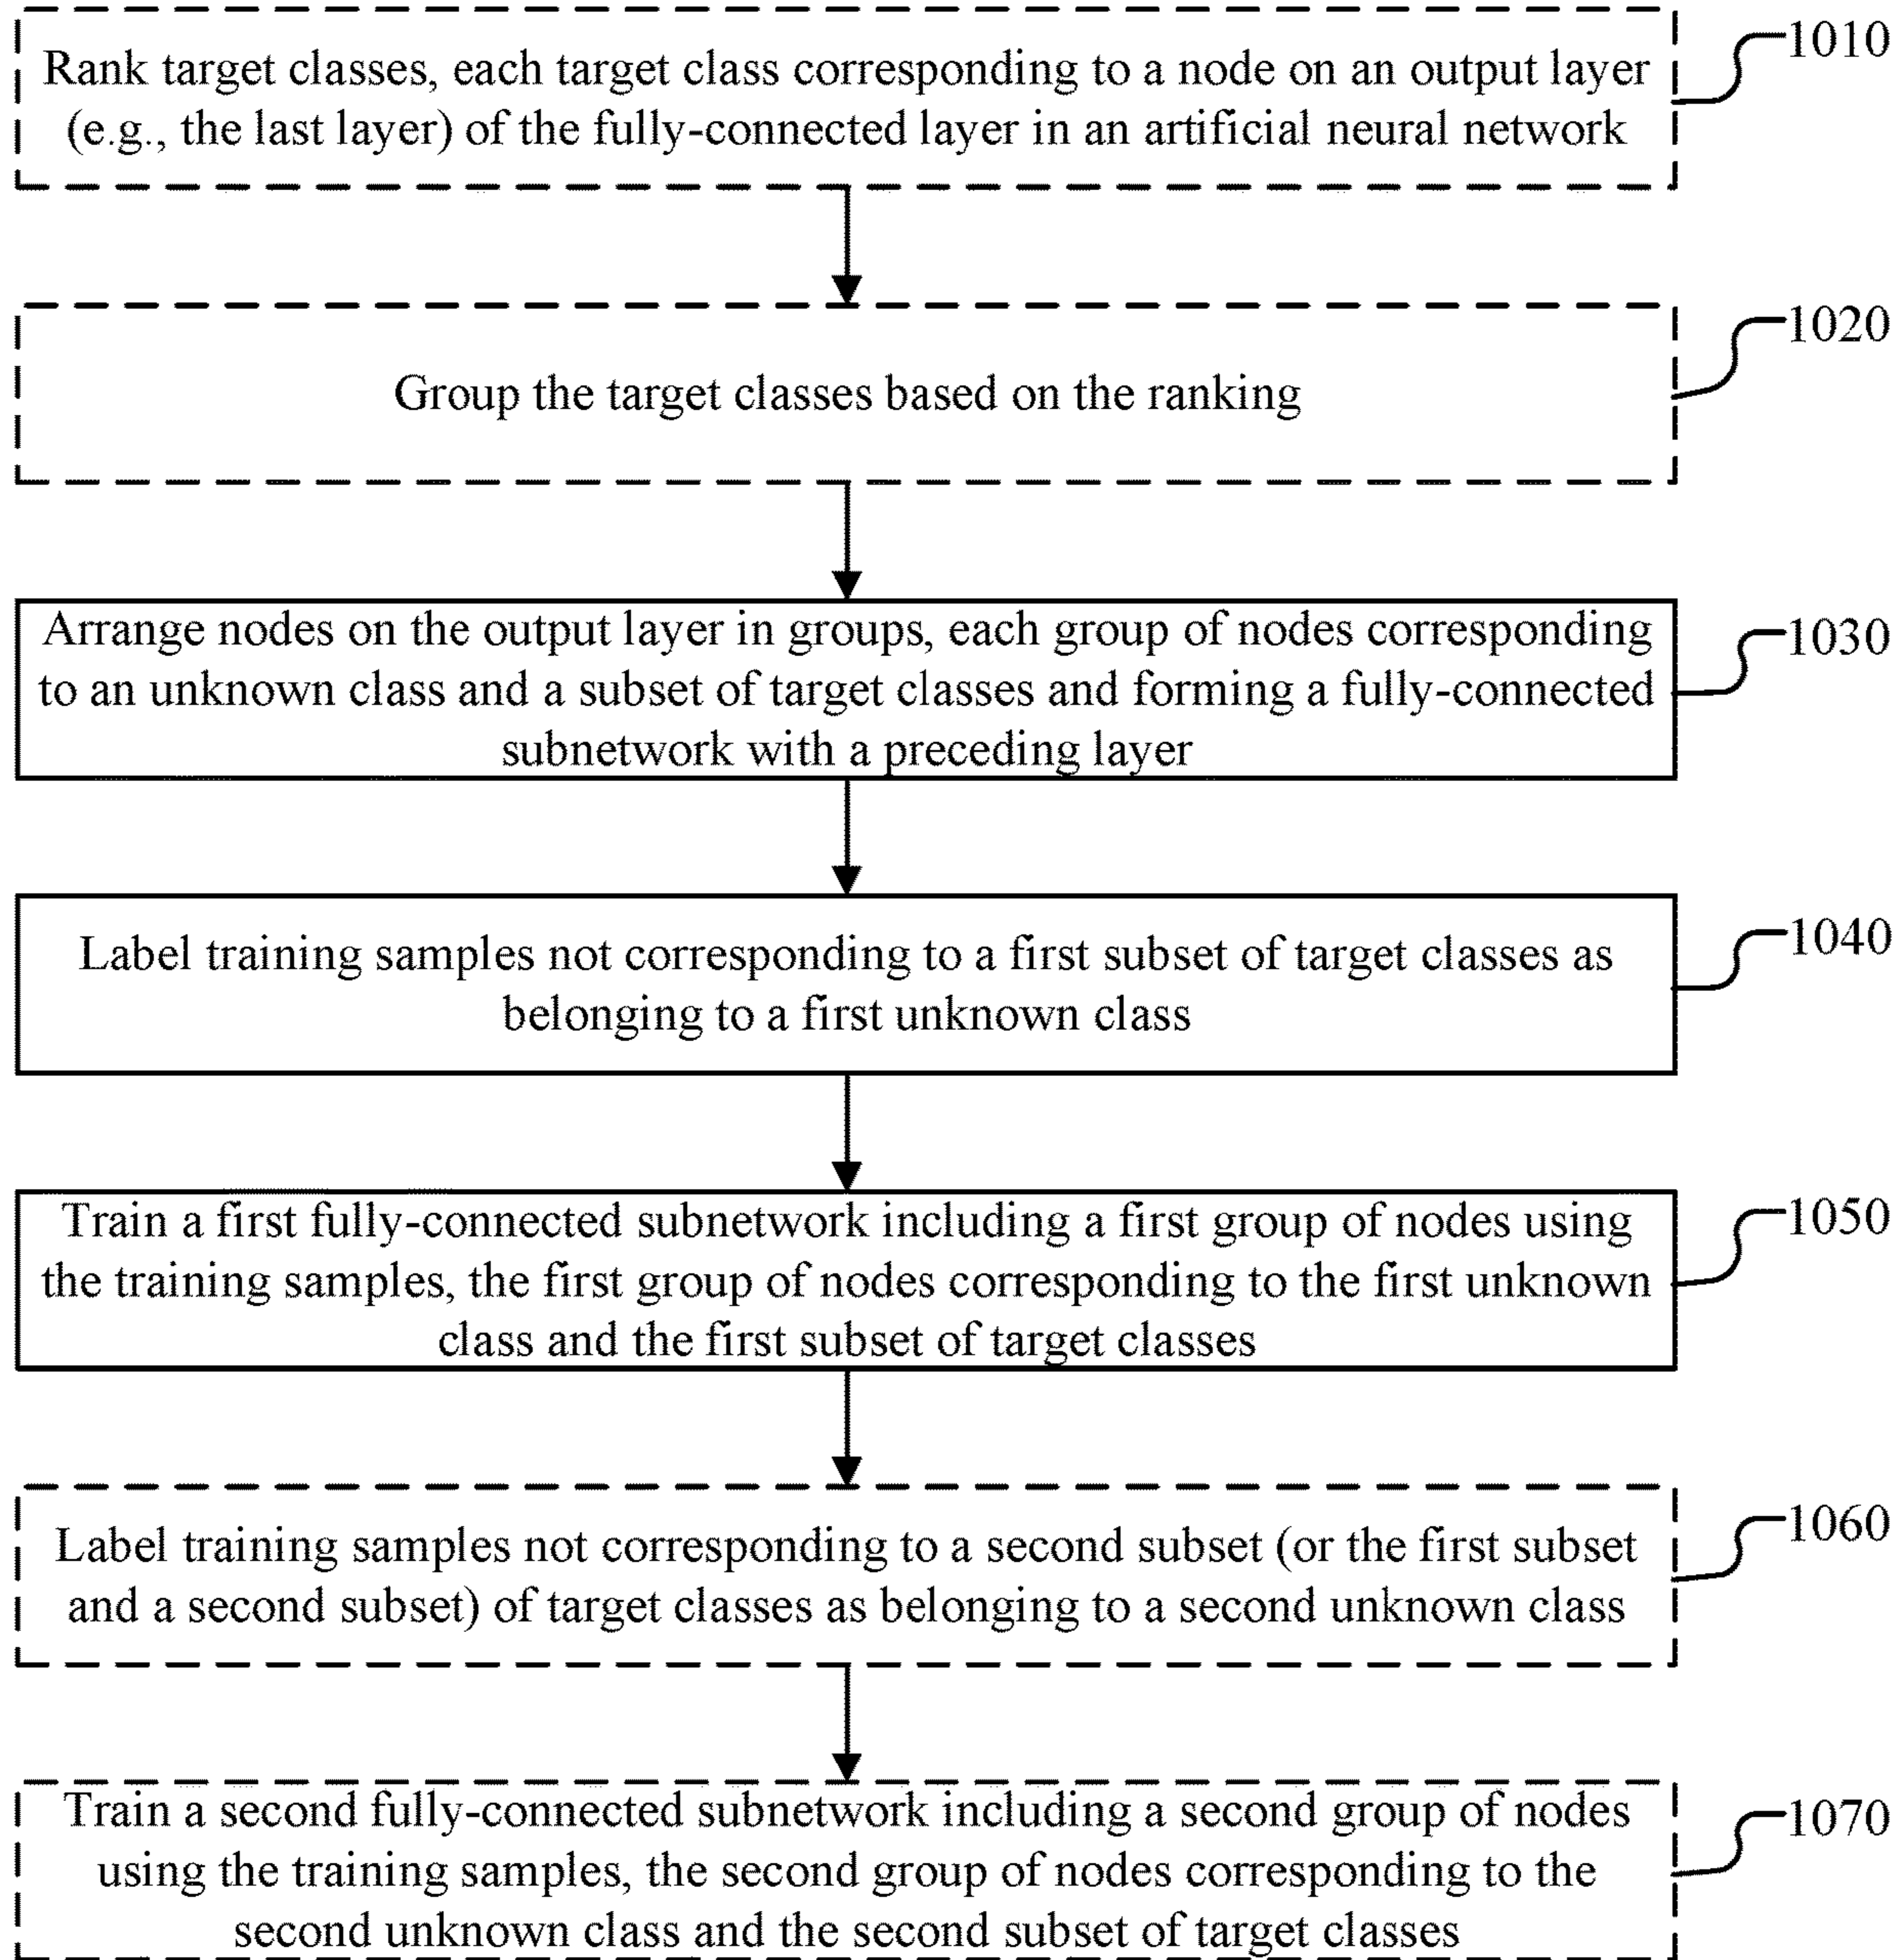 Rank target classes, each target class corresponding to a node on an output layer
(e.g., the last layer) of the fully-connected layer in an artificial neural network
1010
Group the target classes based on the ranking
1020
Arrange nodes on the output layer in groups, each group of nodes corresponding
to an unknown class and a subset of target classes and forming a fully-connected
subnetwork with a preceding layer
1030
Label training samples not corresponding to a first subset of target classes as
belonging to a first unknown class
1040
Train a first fully-connected subnetwork including a first group of nodes using
the training samples, the first group of nodes corresponding to the first unknown
class and the first subset of target classes
1050
Label training samples not corresponding to a second subset (or the first subset
and a second subset) of target classes as belonging to a second unknown class
1060
Train a second fully-connected subnetwork including a second group of nodes
using the training samples, the second group of nodes corresponding to the
second unknown class and the second subset of target classes
1070